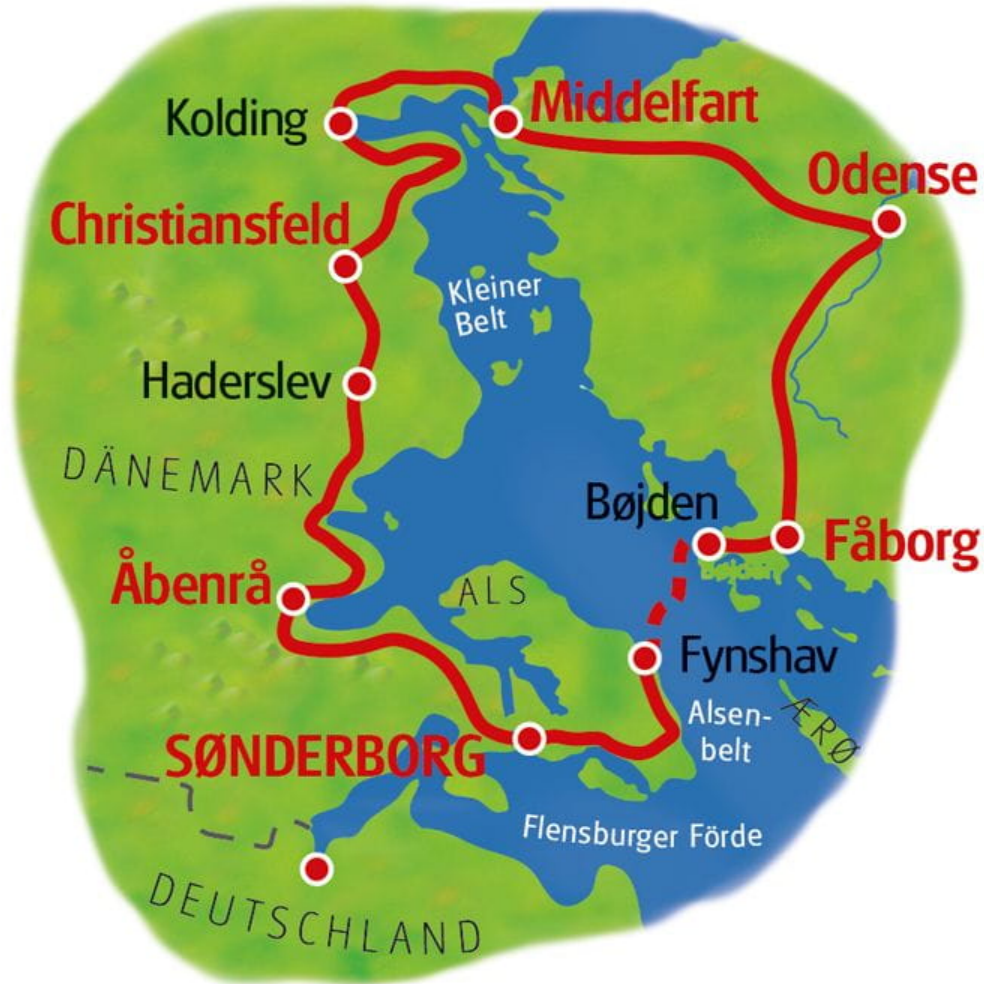 Middelfart
Kolding
Odense
Christiansfeld
Kleiner
Belt
Haderslev
DÄNEMARK
Bøjden
Fåborg
Bøjden
Åbenrå
ALS
Fynshav
ÆRØ
Alsen-
belt
SØNDERBORG
Flensburger Förde
DEUTSCHLAND